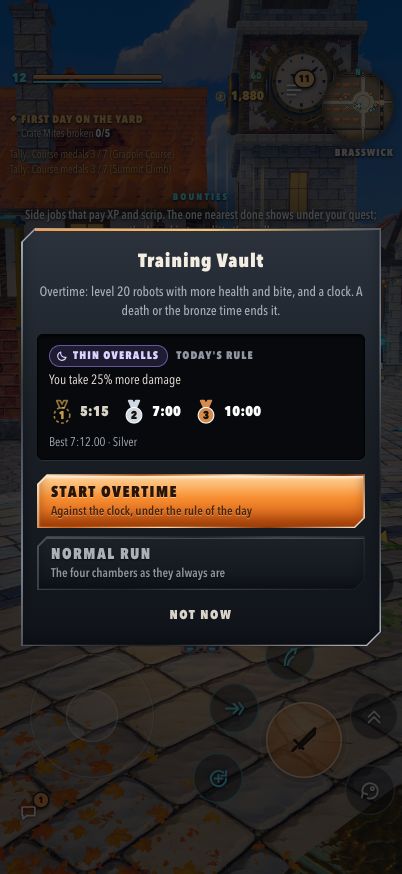 12
60
11
1,880
N
FIRST DAY ON THE YARD
Crate Mites broken 0/5
Tally: Course medals 3 / 7 (Grapple Course)
Tally: Course medals 3 / 7 (Summit Climb)
BRASSWICK
BOUNTIES
Side jobs that pay XP and scrip. The one nearest done shows under your quest;
Training Vault
Overtime: level 20 robots with more health and bite, and a clock. A
death or the bronze time ends it.
THIN OVERALLS TODAY'S RULE
You take 25% more damage
1 5:15 2 7:00 3 10:00
Best 7:12.00 · Silver
START OVERTIME
Against the clock, under the rule of the day
NORMAL RUN
The four chambers as they always are
NOT NOW
1